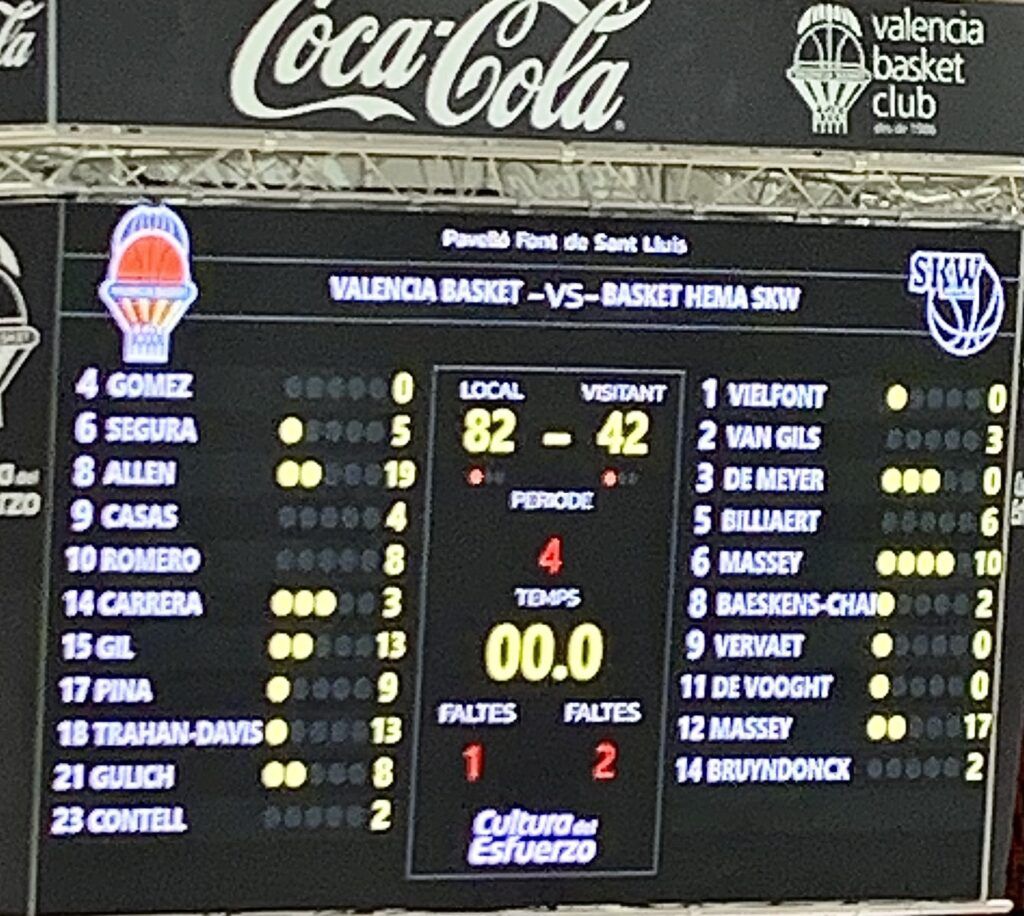 la
Coca-Cola
valencia
basket
club
des de 1986
Pavelló Font de Sant Lluís
VALENCIA BASKET -VS- BASKET HEMA SKW
SKW
4 GOMEZ 0
6 SEGURA 5
8 ALLEN 19
9 CASAS 4
10 ROMERO 8
14 CARRERA 3
15 GIL 13
17 PINA 9
18 TRAHAN-DAVIS 13
21 GULICH 8
23 CONTELL 2
LOCAL VISITANT
82 - 42
PERIODE
4
TEMPS
00.0
FALTES FALTES
1 2
Cultura del
Esfuerzo
1 VIELFONT 0
2 VAN GILS 3
3 DE MEYER 0
5 BILLIAERT 6
6 MASSEY 10
8 BAESKENS-CHAI 2
9 VERVAET 0
11 DE VOOGHT 0
12 MASSEY 17
14 BRUYNDONCK 2